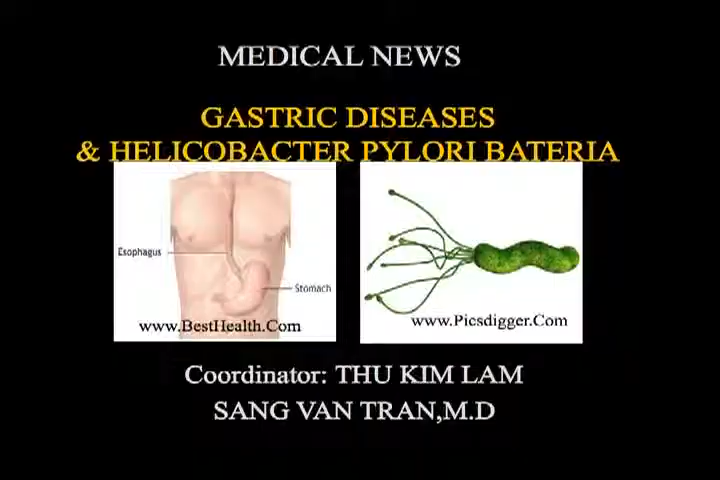 MEDICAL NEWS
GASTRIC DISEASES
& HELICOBACTER PYLORI BATERIA
Esophagus
Stomach
www.BestHealth.Com
www.Picsdigger.Com
Coordinator: THU KIM LAM
SANG VAN TRAN,M.D